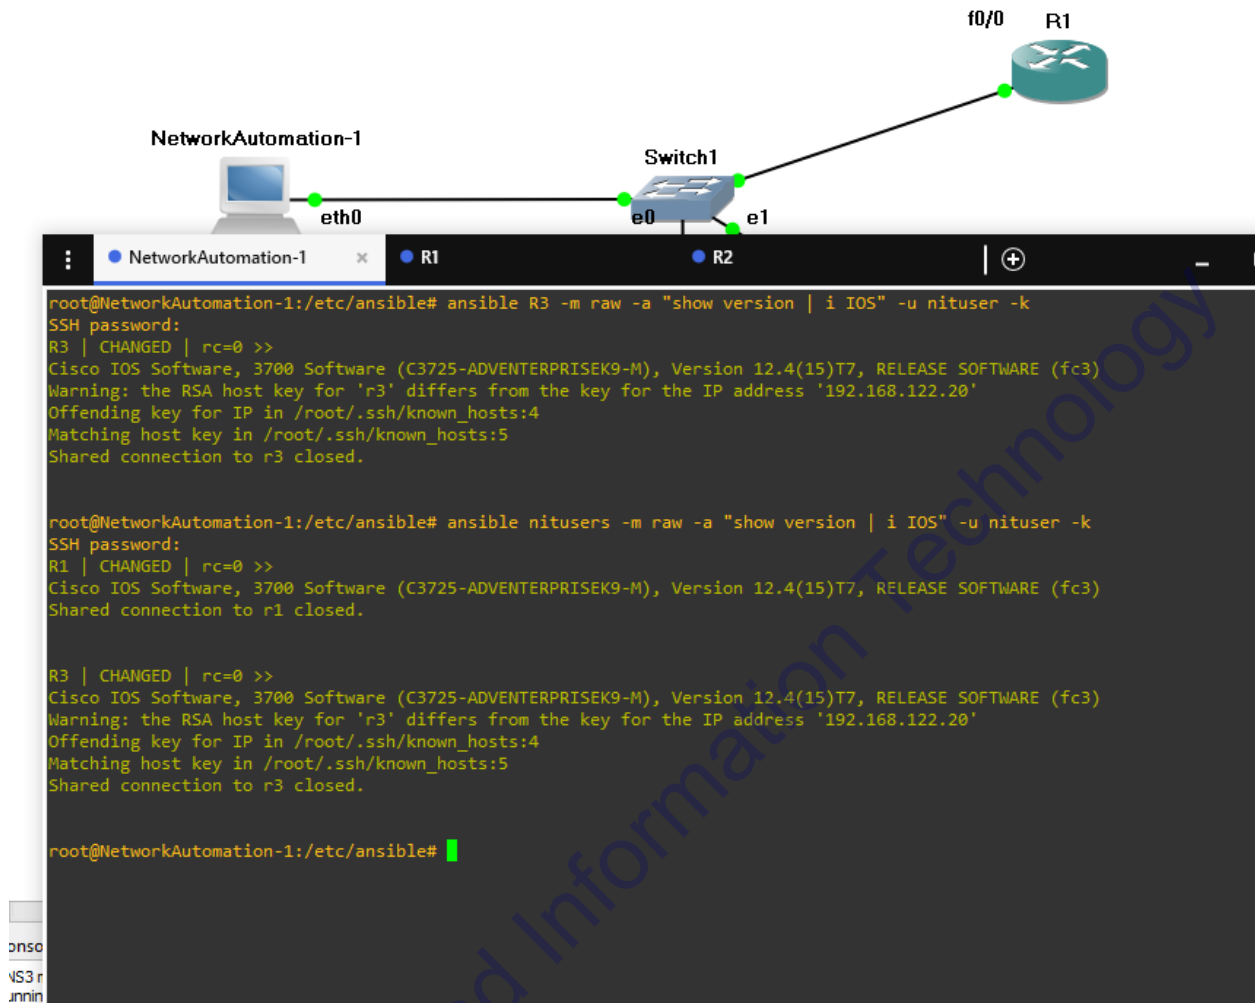 f0/0 R1
NetworkAutomation-1
Switch1
eth0
e0
e1
NetworkAutomation-1
R1
R2
root@NetworkAutomation-1:/etc/ansible# ansible R3 -m raw -a "show version | i IOS" -u nituser -k
SSH password:
R3 | CHANGED | rc=0 >>
Cisco IOS Software, 3700 Software (C3725-ADVENTERPRISEK9-M), Version 12.4(15)T7, RELEASE SOFTWARE (fc3)
Warning: the RSA host key for 'r3' differs from the key for the IP address '192.168.122.20'
Offending key for IP in /root/.ssh/known_hosts:4
Matching host key in /root/.ssh/known_hosts:5
Shared connection to r3 closed.
root@NetworkAutomation-1:/etc/ansible# ansible nitusers -m raw -a "show version | i IOS" -u nituser -k
SSH password:
R1 | CHANGED | rc=0 >>
Cisco IOS Software, 3700 Software (C3725-ADVENTERPRISEK9-M), Version 12.4(15)T7, RELEASE SOFTWARE (fc3)
Shared connection to r1 closed.
R3 | CHANGED | rc=0 >>
Cisco IOS Software, 3700 Software (C3725-ADVENTERPRISEK9-M), Version 12.4(15)T7, RELEASE SOFTWARE (fc3)
Warning: the RSA host key for 'r3' differs from the key for the IP address '192.168.122.20'
Offending key for IP in /root/.ssh/known_hosts:4
Matching host key in /root/.ssh/known_hosts:5
Shared connection to r3 closed.
root@NetworkAutomation-1:/etc/ansible#
Information Technology